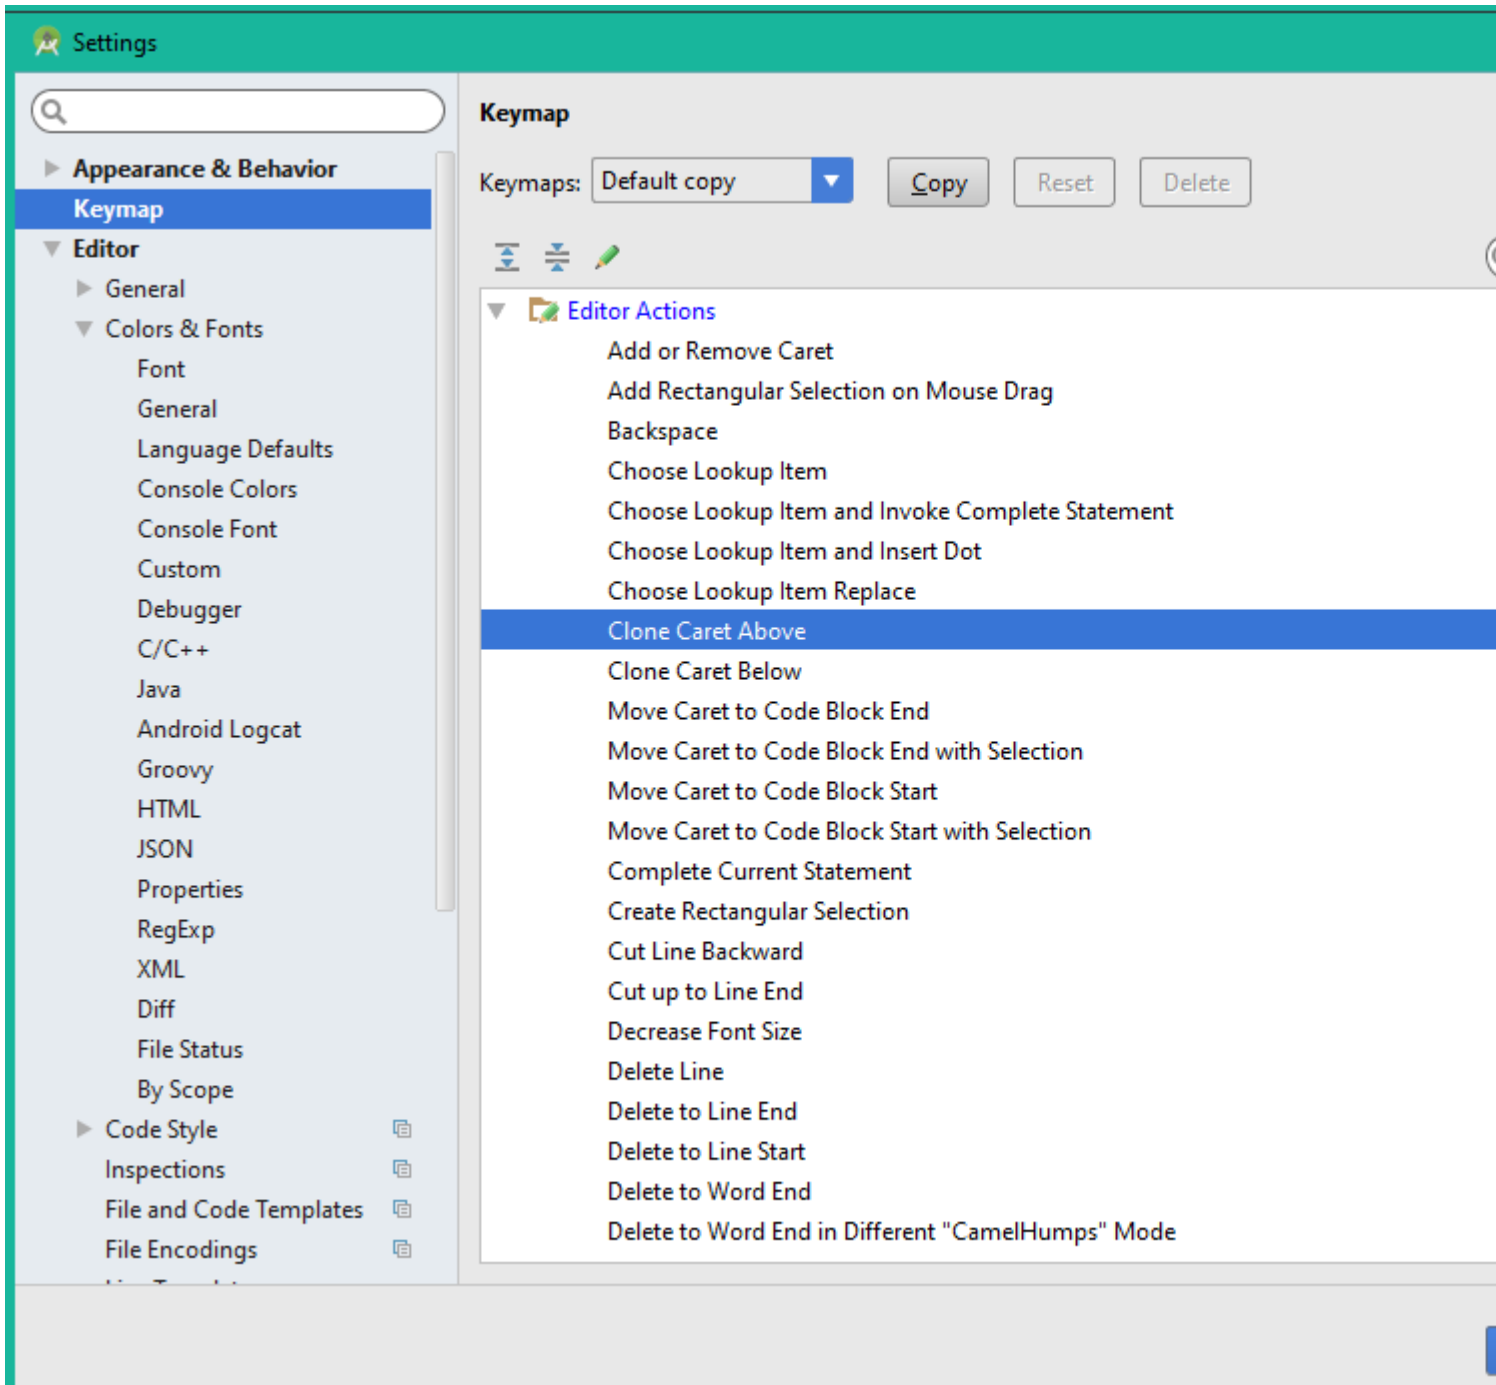 Settings
Appearance & Behavior
Keymap
Editor
General
Colors & Fonts
Font
General
Language Defaults
Console Colors
Console Font
Custom
Debugger
C/C++
Java
Android Logcat
Groovy
HTML
JSON
Properties
RegExp
XML
Diff
File Status
By Scope
Code Style
Inspections
File and Code Templates
File Encodings
Keymap
Keymaps: Default copy Copy Reset Delete
Editor Actions
Add or Remove Caret
Add Rectangular Selection on Mouse Drag
Backspace
Choose Lookup Item
Choose Lookup Item and Invoke Complete Statement
Choose Lookup Item and Insert Dot
Choose Lookup Item Replace
Clone Caret Above
Clone Caret Below
Move Caret to Code Block End
Move Caret to Code Block End with Selection
Move Caret to Code Block Start
Move Caret to Code Block Start with Selection
Complete Current Statement
Create Rectangular Selection
Cut Line Backward
Cut up to Line End
Decrease Font Size
Delete Line
Delete to Line End
Delete to Line Start
Delete to Word End
Delete to Word End in Different "CamelHumps" Mode